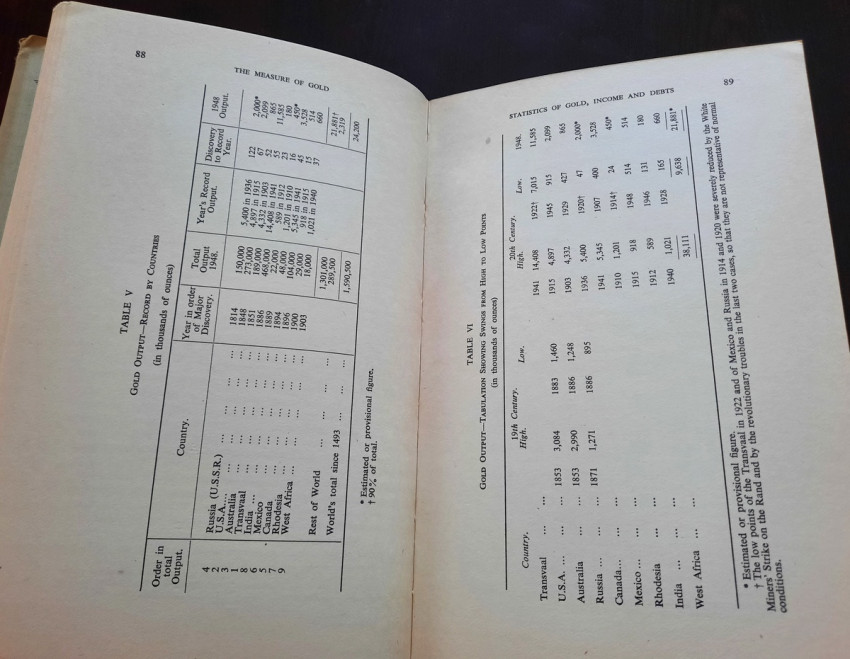 88
THE MEASURE OF GOLD
TABLE V
GOLD OUTPUT—RECORD BY COUNTRIES
(in thousands of ounces)
Order in total Output. Country. Year in order of Major Discovery. Total Output 1948. Year's Record Output. Discovery to Record Year. 1948 Output.
4 Russia (U.S.S.R.) ... ... 1814 150,000 5,400 in 1936 122 2,000*
2 U.S.A. ... ... ... ... 1848 273,000 4,897 in 1915 67 2,099
3 Australia ... ... ... ... 1851 189,000 4,332 in 1903 52 865
1 Transvaal ... ... ... ... 1886 468,000 14,408 in 1941 55 11,585
8 India ... ... ... ... 1889 22,000 589 in 1912 23 180
6 Mexico ... ... ... ... 1894 48,000 1,201 in 1910 16 450*
5 Canada ... ... ... ... 1896 104,000 5,345 in 1941 45 3,528
7 Rhodesia ... ... ... ... 1900 29,000 918 in 1915 15 514
9 West Africa ... ... ... ... 1903 18,000 1,021 in 1940 37 660
1,301,000 21,881†
Rest of World ... ... ... 289,500 2,319
World's total since 1493 ... ... 1,590,500 24,200
* Estimated or provisional figure.
† 90% of total.
STATISTICS OF GOLD, INCOME AND DEBTS
89
TABLE VI
GOLD OUTPUT—TABULATION SHOWING SWINGS FROM HIGH TO LOW POINTS
(in thousands of ounces)
19th Century. 20th Century.
Country. High. Low. High. Low. 1948.
Transvaal ... ... 1941 14,408 1922† 7,015 11,585
U.S.A. ... ... ... 1853 3,084 1883 1,460 1915 4,897 1945 915 2,099
Australia ... ... 1853 2,990 1886 1,248 1903 4,332 1929 427 865
Russia ... ... ... 1871 1,271 1886 895 1936 5,400 1920† 47 2,000*
Canada... ... ... 1941 5,345 1907 400 3,528
Mexico ... ... ... 1910 1,201 1914† 24 450*
Rhodesia ... ... 1915 918 1948 514 514
India ... ... ... 1912 589 1946 131 180
West Africa ... ... 1940 1,021 1928 165 660
38,111 9,638 21,881*
* Estimated or provisional figure.
† The low points of the Transvaal in 1922 and of Mexico and Russia in 1914 and 1920 were severely reduced by the White
Miners' Strike on the Rand and by the revolutionary troubles in the last two cases, so that they are not representative of normal
conditions.